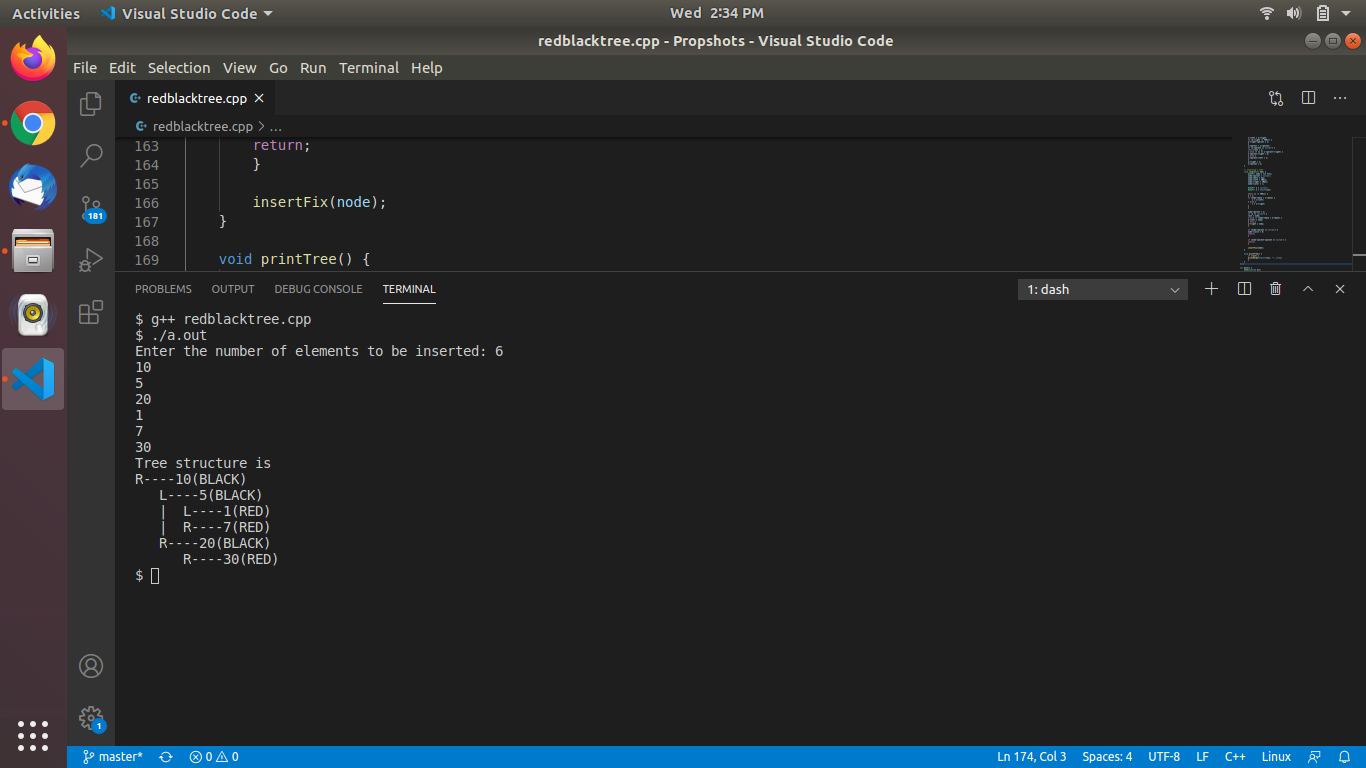 Activities Visual Studio Code Wed 2:34 PM
redblacktree.cpp - Propshots - Visual Studio Code
File Edit Selection View Go Run Terminal Help
redblacktree.cpp
redblacktree.cpp > ...
163 return;
164 }
165
166 insertFix(node);
167 }
168
169 void printTree() {
181
PROBLEMS OUTPUT DEBUG CONSOLE TERMINAL 1: dash
$ g++ redblacktree.cpp
$ ./a.out
Enter the number of elements to be inserted: 6
10
5
20
1
7
30
Tree structure is
R----10(BLACK)
   L----5(BLACK)
   |  L----1(RED)
   |  R----7(RED)
   R----20(BLACK)
      R----30(RED)
$
1
master* 0 0 Ln 174, Col 3 Spaces: 4 UTF-8 LF C++ Linux